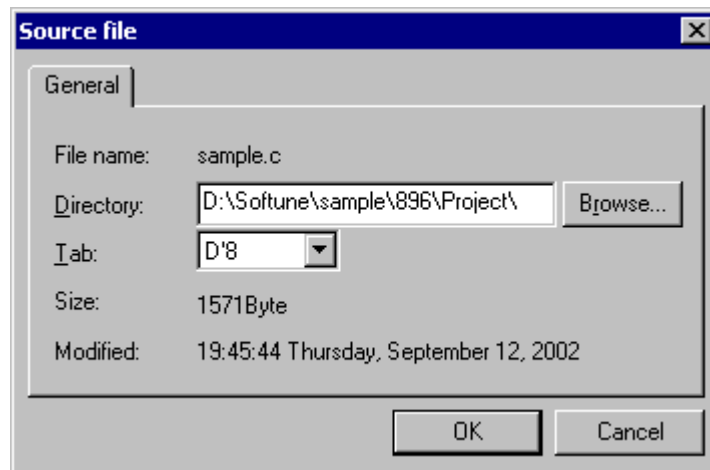 Source file
General
File name: sample.c
Directory: D:\Softune\sample\896\Project\ Browse...
Tab: D'8
Size: 1571Byte
Modified: 19:45:44 Thursday, September 12, 2002
OK Cancel